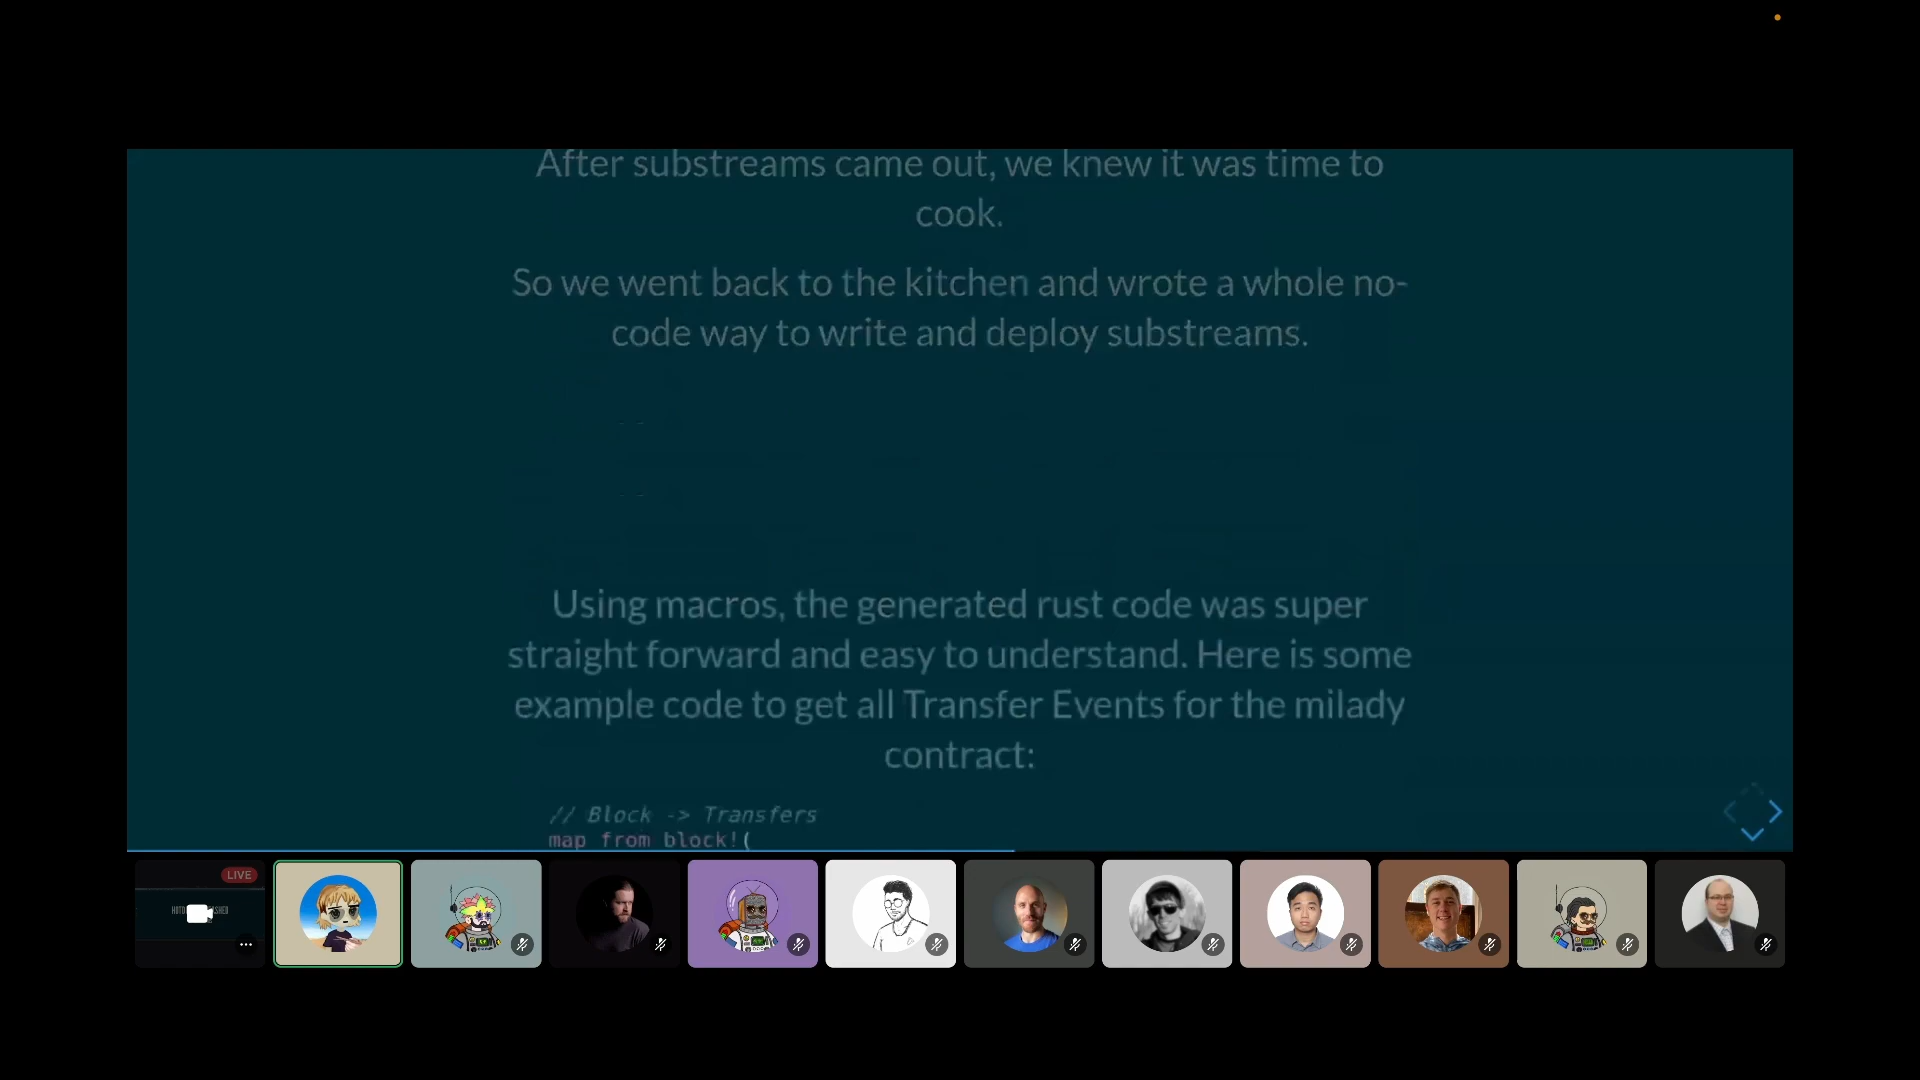 After substreams came out, we knew it was time to
cook.
So we went back to the kitchen and wrote a whole no-
code way to write and deploy substreams.
Using macros, the generated rust code was super
straight forward and easy to understand. Here is some
example code to get all Transfer Events for the milady
contract:
// Block -> Transfers
map from block!(
LIVE